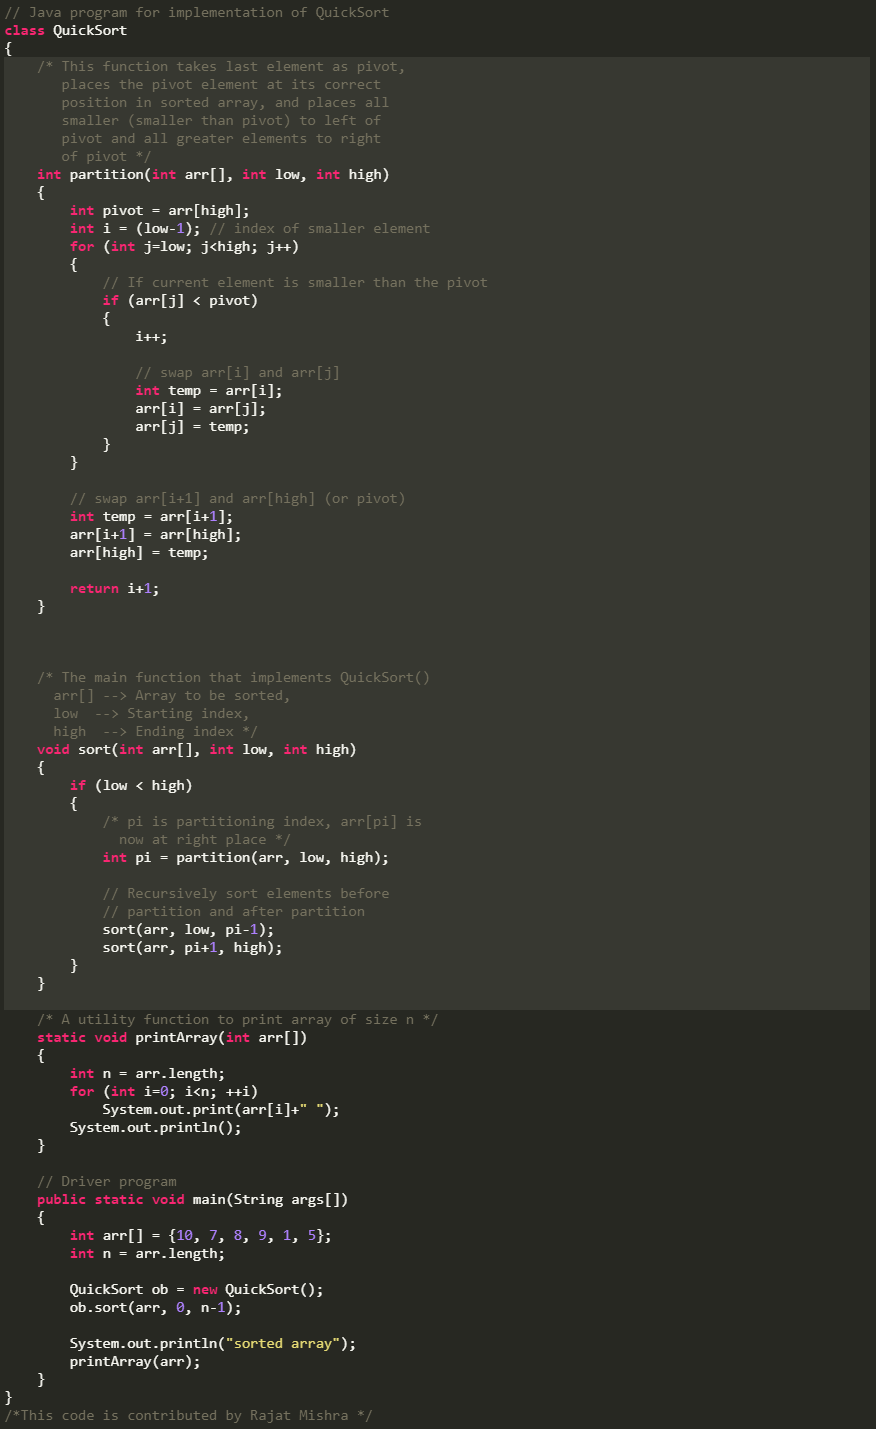 // Java program for implementation of QuickSort
class QuickSort
{
    /* This function takes last element as pivot,
       places the pivot element at its correct
       position in sorted array, and places all
       smaller (smaller than pivot) to left of
       pivot and all greater elements to right
       of pivot */
    int partition(int arr[], int low, int high)
    {
        int pivot = arr[high];
        int i = (low-1); // index of smaller element
        for (int j=low; j<high; j++)
        {
            // If current element is smaller than the pivot
            if (arr[j] < pivot)
            {
                i++;

                // swap arr[i] and arr[j]
                int temp = arr[i];
                arr[i] = arr[j];
                arr[j] = temp;
            }
        }

        // swap arr[i+1] and arr[high] (or pivot)
        int temp = arr[i+1];
        arr[i+1] = arr[high];
        arr[high] = temp;

        return i+1;
    }


    /* The main function that implements QuickSort()
      arr[] --> Array to be sorted,
      low  --> Starting index,
      high  --> Ending index */
    void sort(int arr[], int low, int high)
    {
        if (low < high)
        {
            /* pi is partitioning index, arr[pi] is
              now at right place */
            int pi = partition(arr, low, high);

            // Recursively sort elements before
            // partition and after partition
            sort(arr, low, pi-1);
            sort(arr, pi+1, high);
        }
    }

    /* A utility function to print array of size n */
    static void printArray(int arr[])
    {
        int n = arr.length;
        for (int i=0; i<n; ++i)
            System.out.print(arr[i]+" ");
        System.out.println();
    }

    // Driver program
    public static void main(String args[])
    {
        int arr[] = {10, 7, 8, 9, 1, 5};
        int n = arr.length;

        QuickSort ob = new QuickSort();
        ob.sort(arr, 0, n-1);

        System.out.println("sorted array");
        printArray(arr);
    }
}
/*This code is contributed by Rajat Mishra */